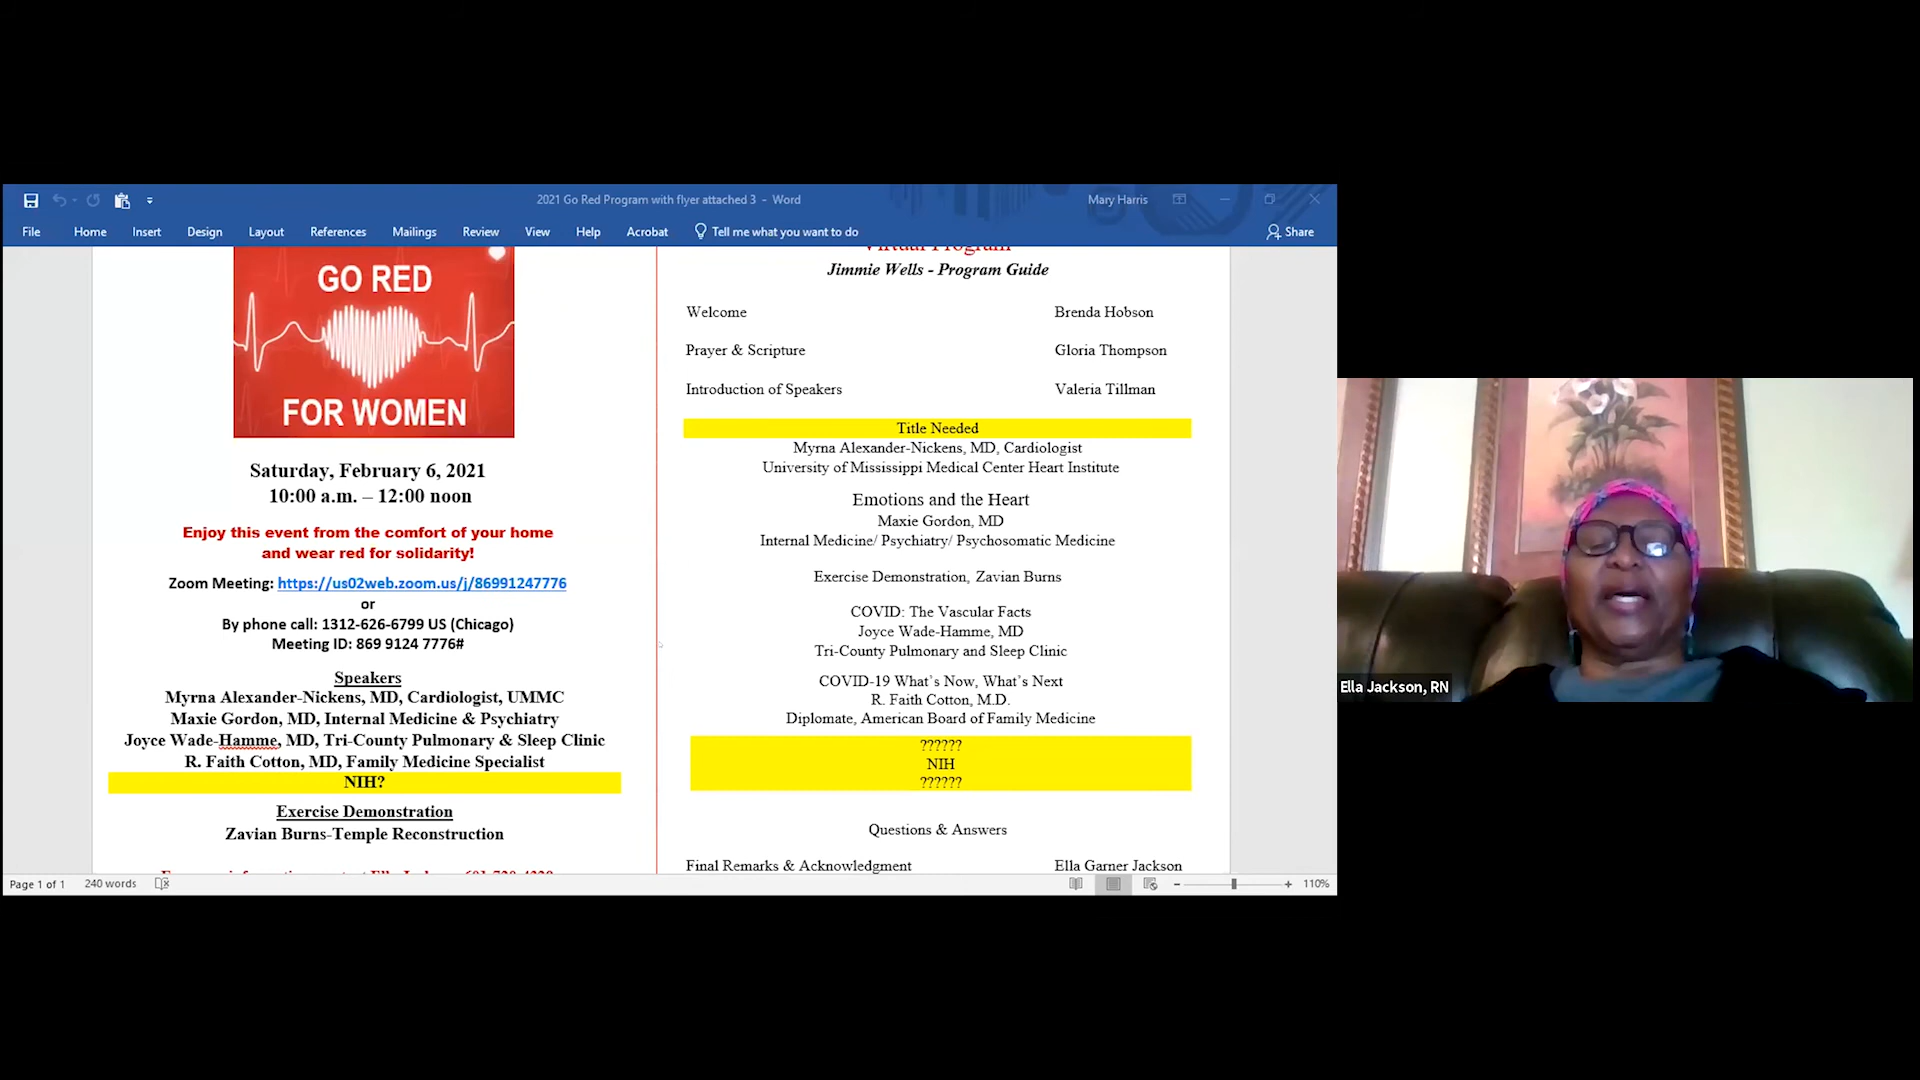 2021 Go Red Program with flyer attached 3 - Word
Mary Harris
File Home Insert Design Layout References Mailings Review View Help Acrobat Tell me what you want to do Share
GO RED
FOR WOMEN
Saturday, February 6, 2021
10:00 a.m. – 12:00 noon
Enjoy this event from the comfort of your home
and wear red for solidarity!
Zoom Meeting: https://us02web.zoom.us/j/86991247776
or
By phone call: 1312-626-6799 US (Chicago)
Meeting ID: 869 9124 7776#
Speakers
Myrna Alexander-Nickens, MD, Cardiologist, UMMC
Maxie Gordon, MD, Internal Medicine & Psychiatry
Joyce Wade-Hamme, MD, Tri-County Pulmonary & Sleep Clinic
R. Faith Cotton, MD, Family Medicine Specialist
NIH?
Exercise Demonstration
Zavian Burns-Temple Reconstruction
Virtual Program
Jimmie Wells - Program Guide
Welcome Brenda Hobson
Prayer & Scripture Gloria Thompson
Introduction of Speakers Valeria Tillman
Title Needed
Myrna Alexander-Nickens, MD, Cardiologist
University of Mississippi Medical Center Heart Institute
Emotions and the Heart
Maxie Gordon, MD
Internal Medicine/ Psychiatry/ Psychosomatic Medicine
Exercise Demonstration, Zavian Burns
COVID: The Vascular Facts
Joyce Wade-Hamme, MD
Tri-County Pulmonary and Sleep Clinic
COVID-19 What's Now, What's Next
R. Faith Cotton, M.D.
Diplomate, American Board of Family Medicine
??????
NIH
??????
Questions & Answers
Final Remarks & Acknowledgment Ella Garner Jackson
Page 1 of 1 240 words
110%
Ella Jackson, RN